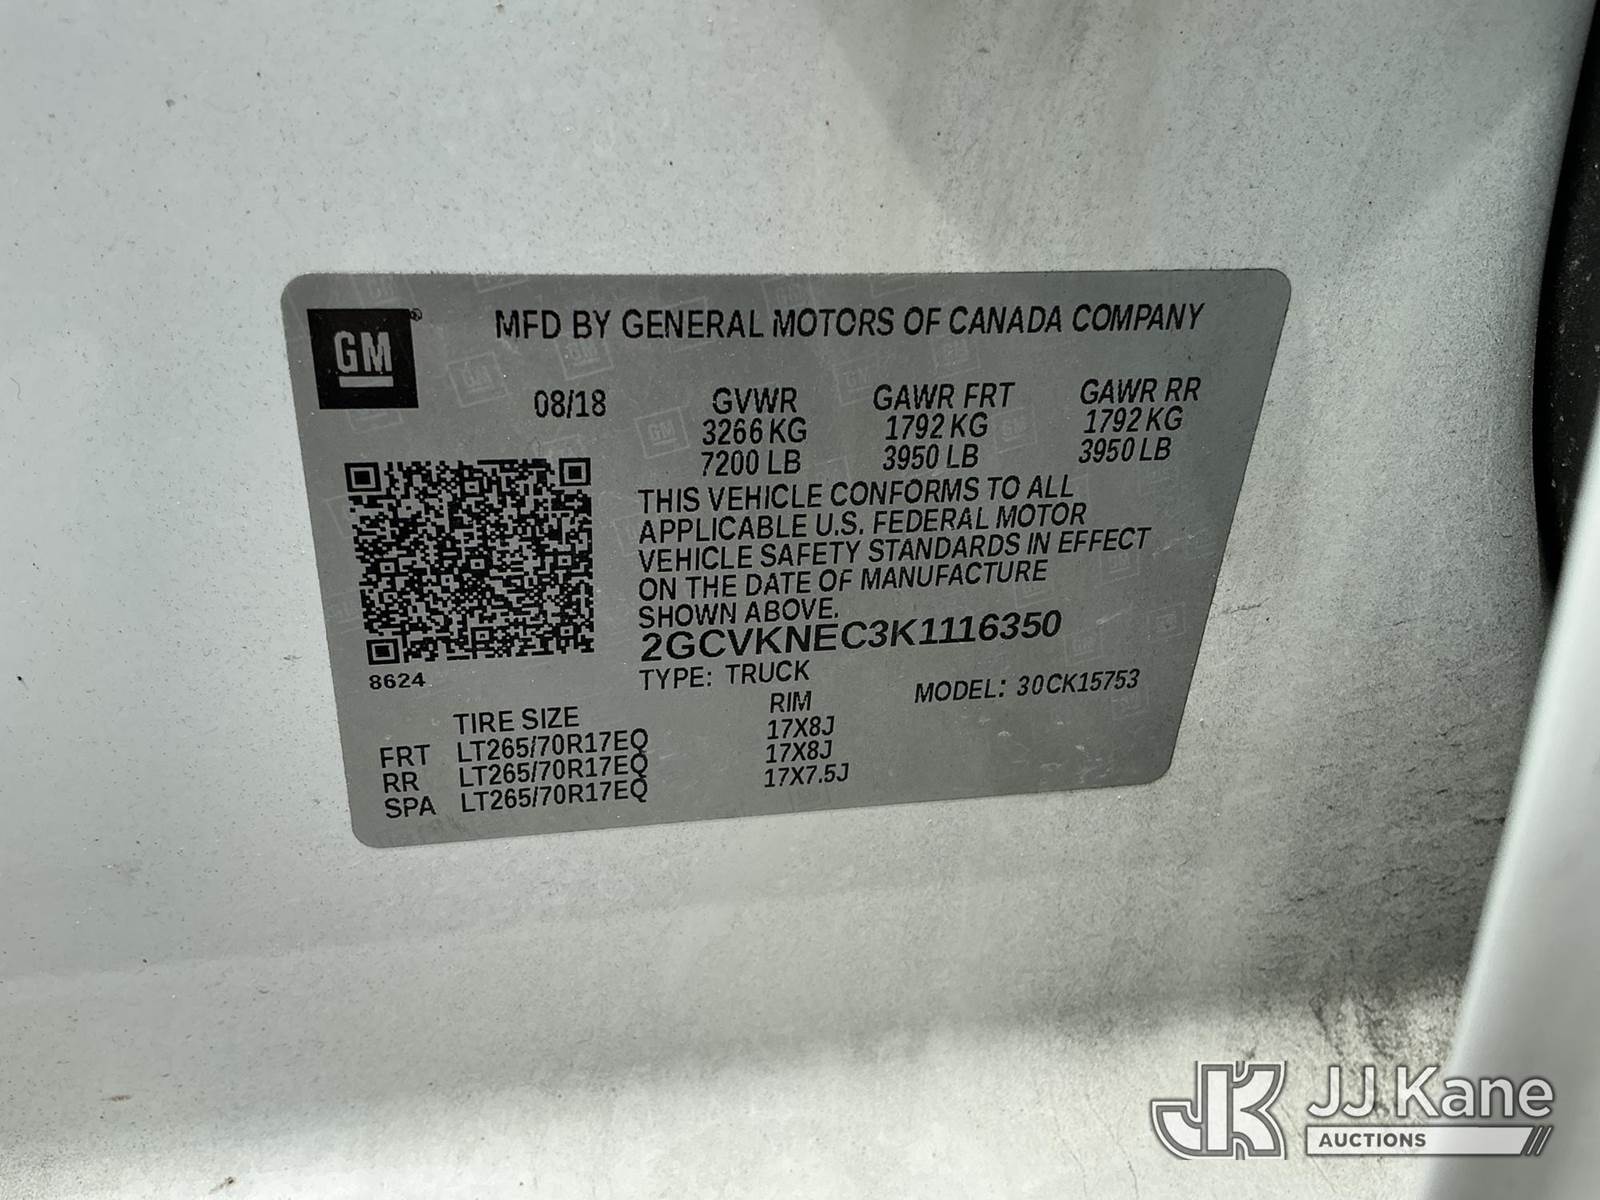 GM®
MFD BY GENERAL MOTORS OF CANADA COMPANY
08/18 GVWR GAWR FRT GAWR RR
3266 KG 1792 KG 1792 KG
7200 LB 3950 LB 3950 LB
THIS VEHICLE CONFORMS TO ALL
APPLICABLE U.S. FEDERAL MOTOR
VEHICLE SAFETY STANDARDS IN EFFECT
ON THE DATE OF MANUFACTURE
SHOWN ABOVE.
2GCVKNEC3K1116350
8624
TYPE: TRUCK MODEL: 30CK15753
TIRE SIZE RIM
FRT LT265/70R17EQ 17X8J
RR LT265/70R17EQ 17X8J
SPA LT265/70R17EQ 17X7.5J
JK JJ Kane
AUCTIONS